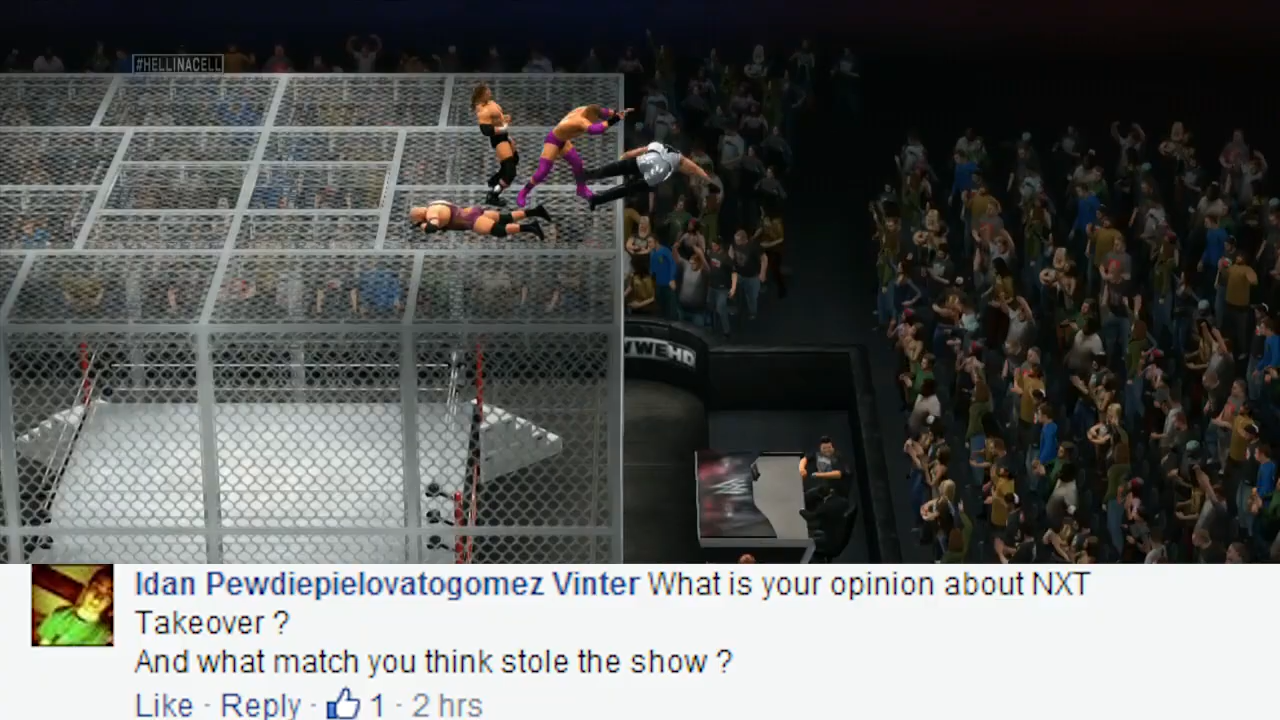 #HELLINACELL
WWEHD
W
Idan Pewdiepielovatogomez Vinter What is your opinion about NXT
Takeover ?
And what match you think stole the show ?
Like · Reply · 1 · 2 hrs